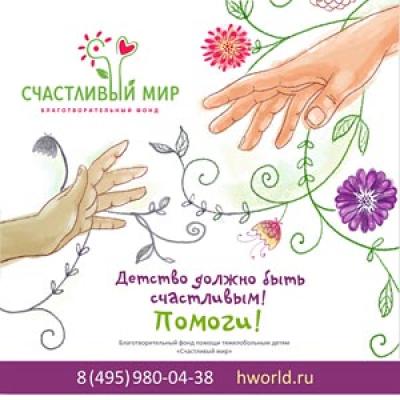 СЧАСТЛИВЫЙ МИР
БЛАГОТВОРИТЕЛЬНЫЙ ФОНД
Детство должно быть
счастливым!
Помоги!
Благотворительный фонд помощи тяжелобольным детям
«Счастливый мир»
8 (495) 980-04-38 hworld.ru